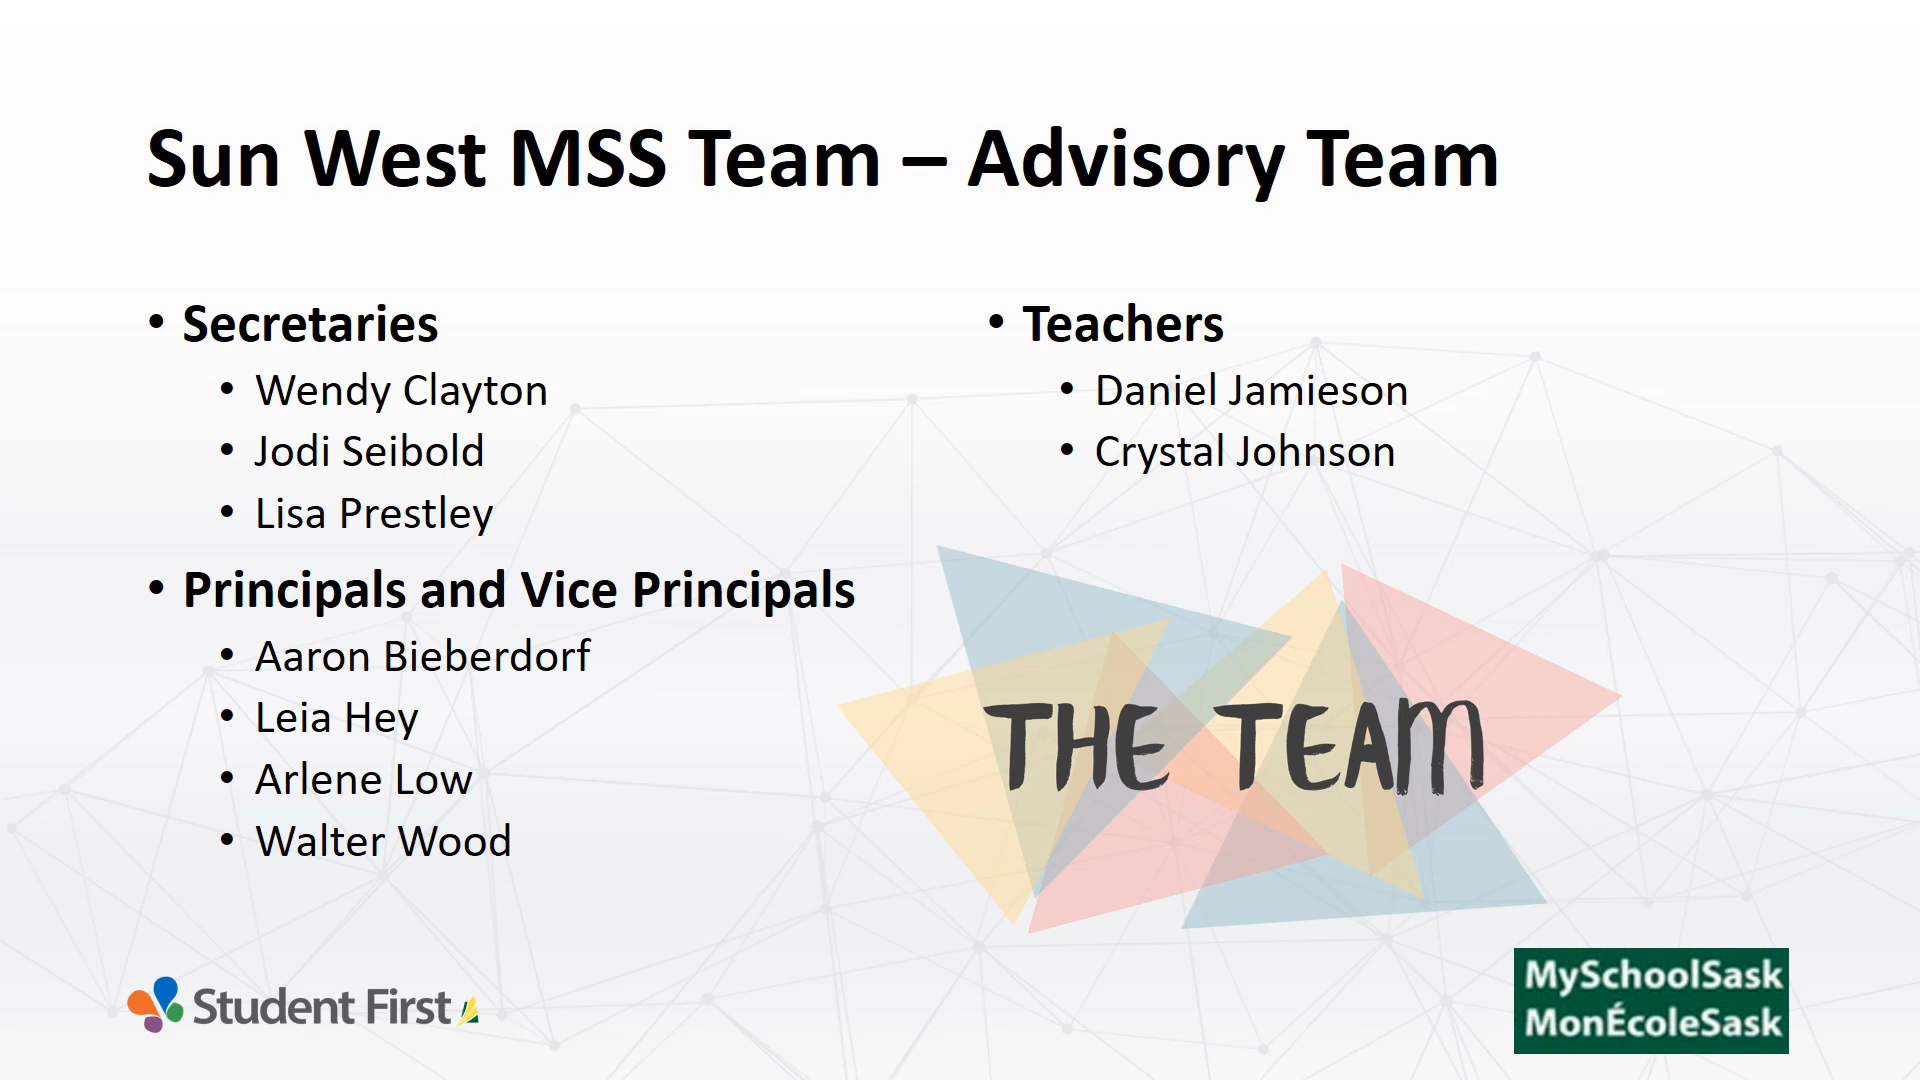 Sun West MSS Team – Advisory Team
• Secretaries
• Wendy Clayton
• Jodi Seibold
• Lisa Prestley
• Principals and Vice Principals
• Aaron Bieberdorf
• Leia Hey
• Arlene Low
• Walter Wood
• Teachers
• Daniel Jamieson
• Crystal Johnson
THE TEAM
Student First
MySchoolSask
MonÉcoleSask